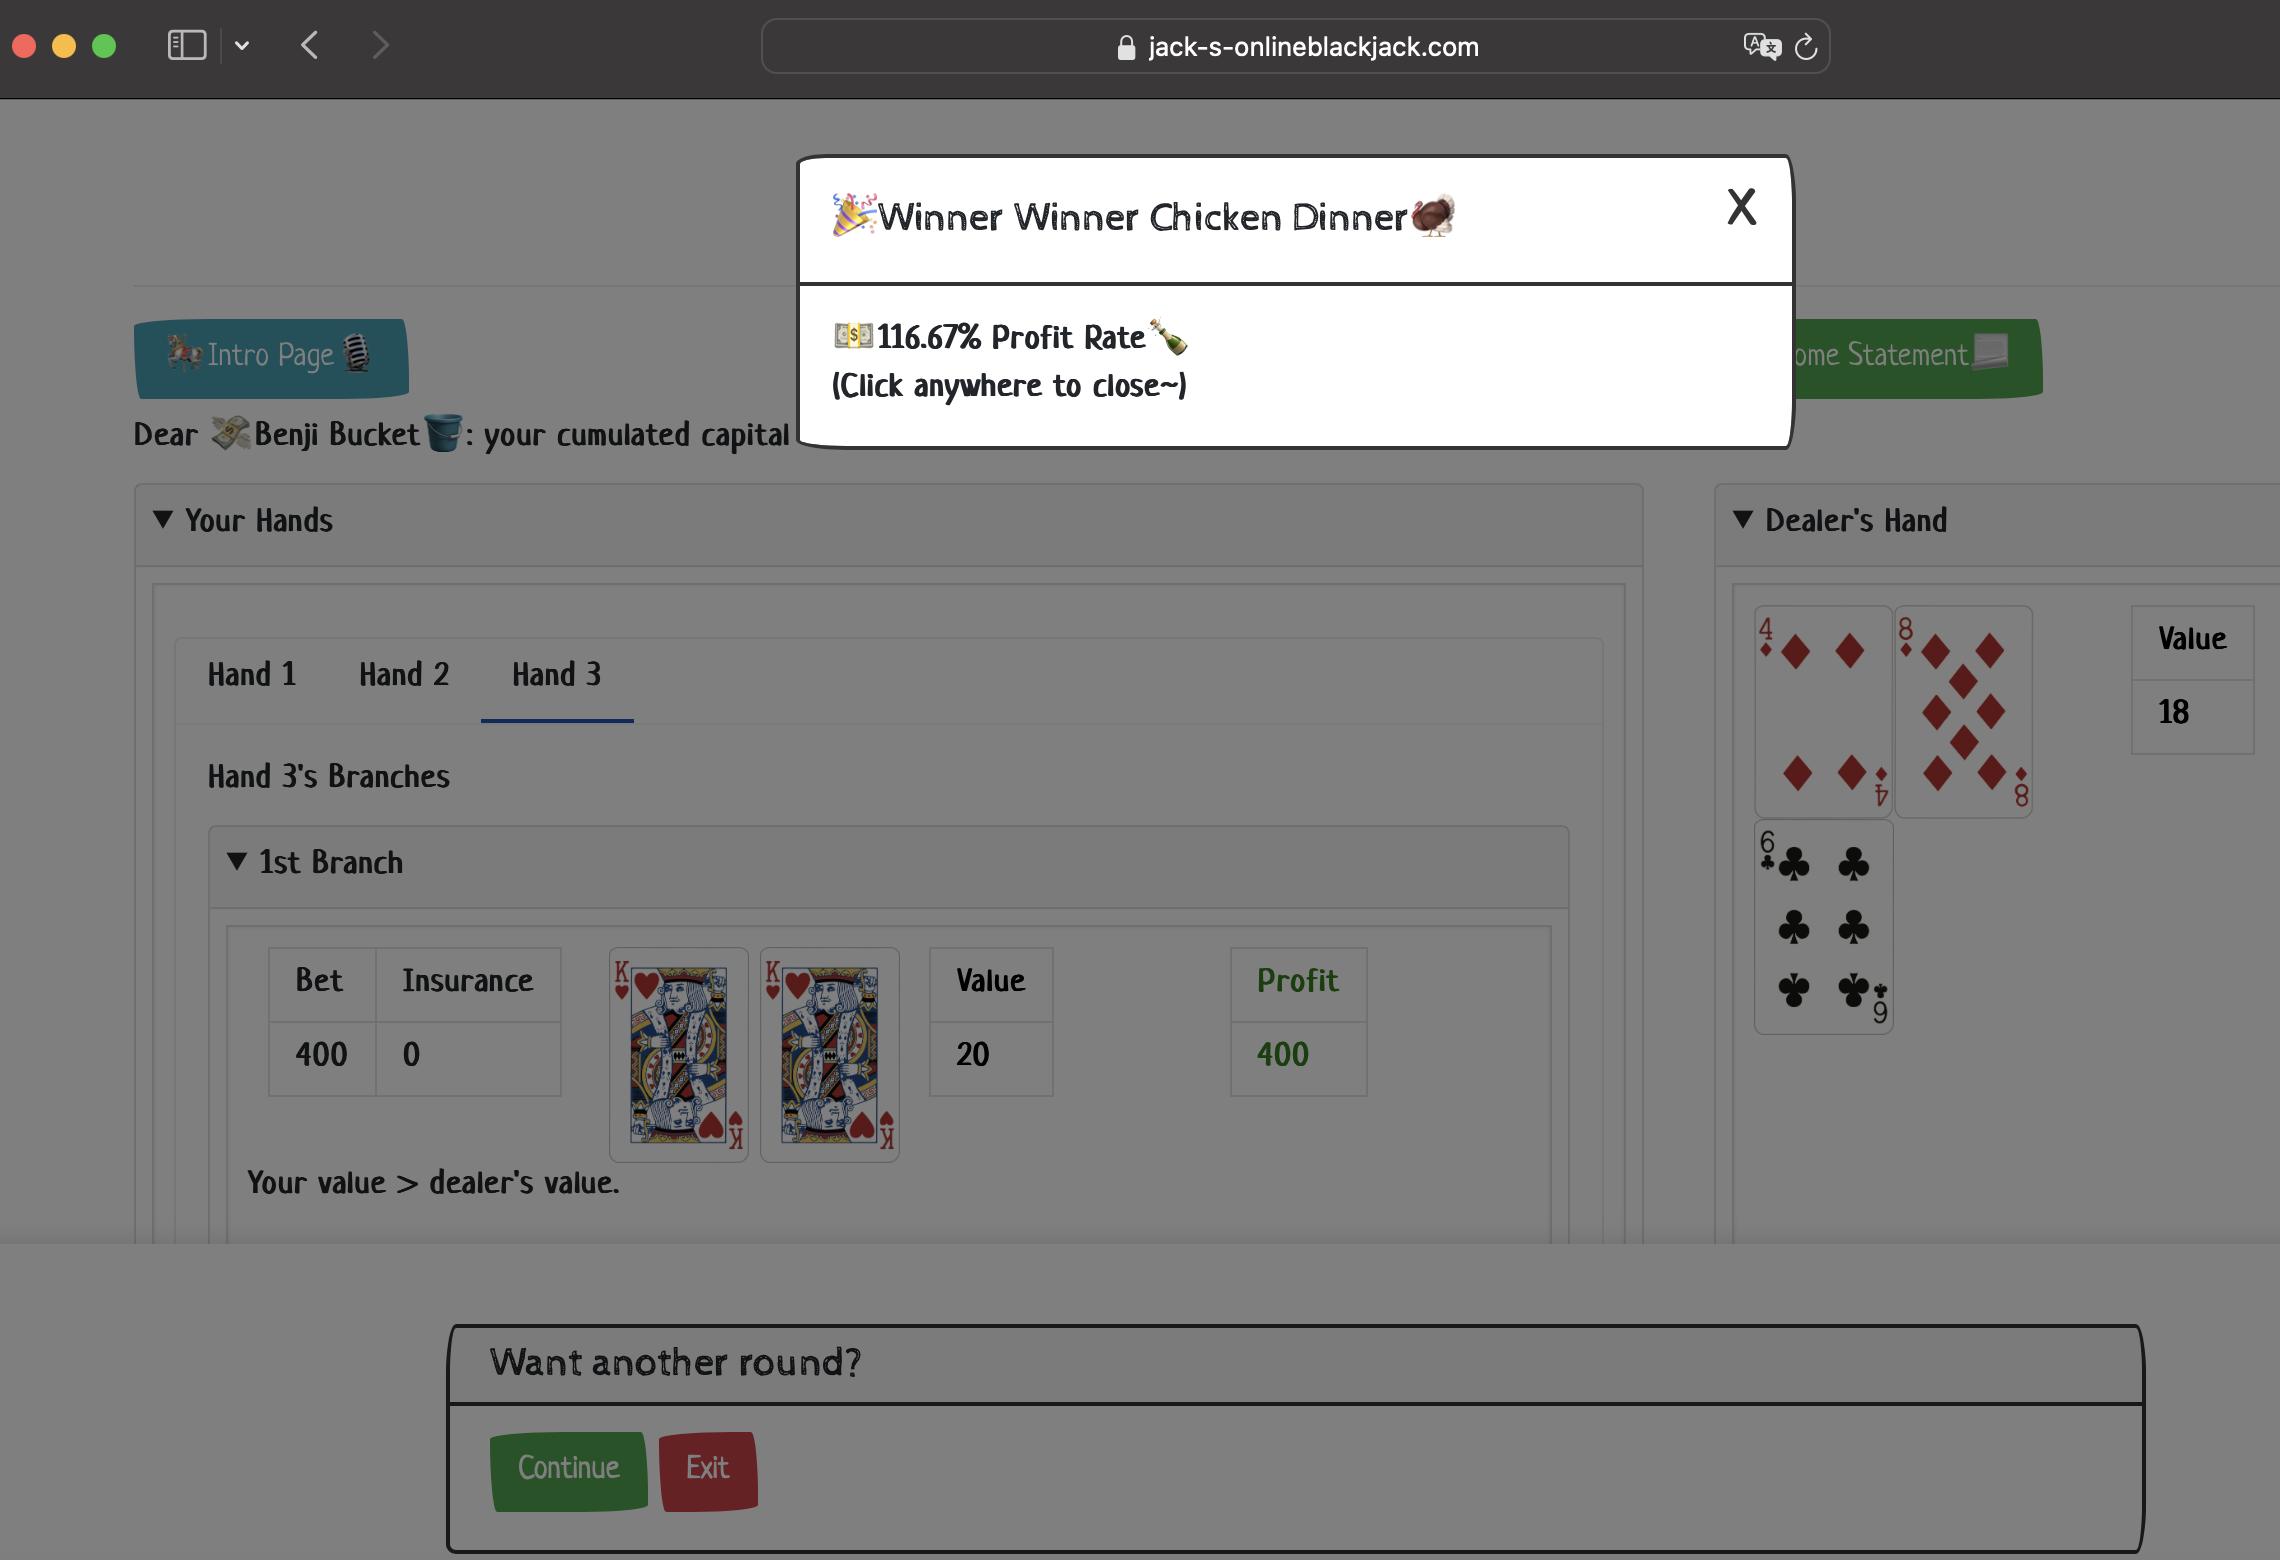 jack-s-onlineblackjack.com
🎉Winner Winner Chicken Dinner🦃 X
💵116.67% Profit Rate🍾
(Click anywhere to close~)
🎠Intro Page🎙️
ome Statement
Dear 💸Benji Bucket🪣: your cumulated capital
▼ Your Hands
Hand 1 Hand 2 Hand 3
Hand 3's Branches
▼ 1st Branch
Bet Insurance
400 0
K K
K K
Value
20
Profit
400
Your value > dealer's value.
▼ Dealer's Hand
4 8
4 8
6
6
Value
18
Want another round?
Continue Exit